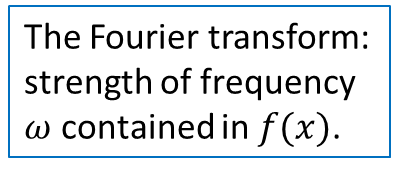 The Fourier transform:
strength of frequency
ω contained in f(x).